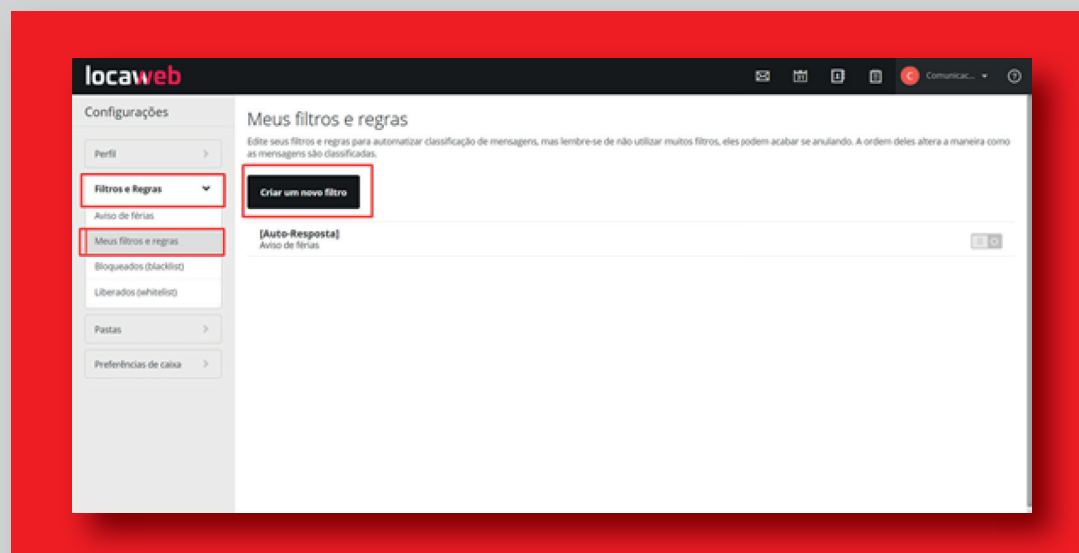 locaweb
Comunicac...
Configurações
Perfil
Filtros e Regras
Aviso de férias
Meus filtros e regras
Bloqueados (blacklist)
Liberados (whitelist)
Pastas
Preferências de caixa
Meus filtros e regras
Edite seus filtros e regras para automatizar classificação de mensagens, mas lembre-se de não utilizar muitos filtros, eles podem acabar se anulando. A ordem deles altera a maneira como
as mensagens são classificadas.
Criar um novo filtro
[Auto-Resposta]
Aviso de férias